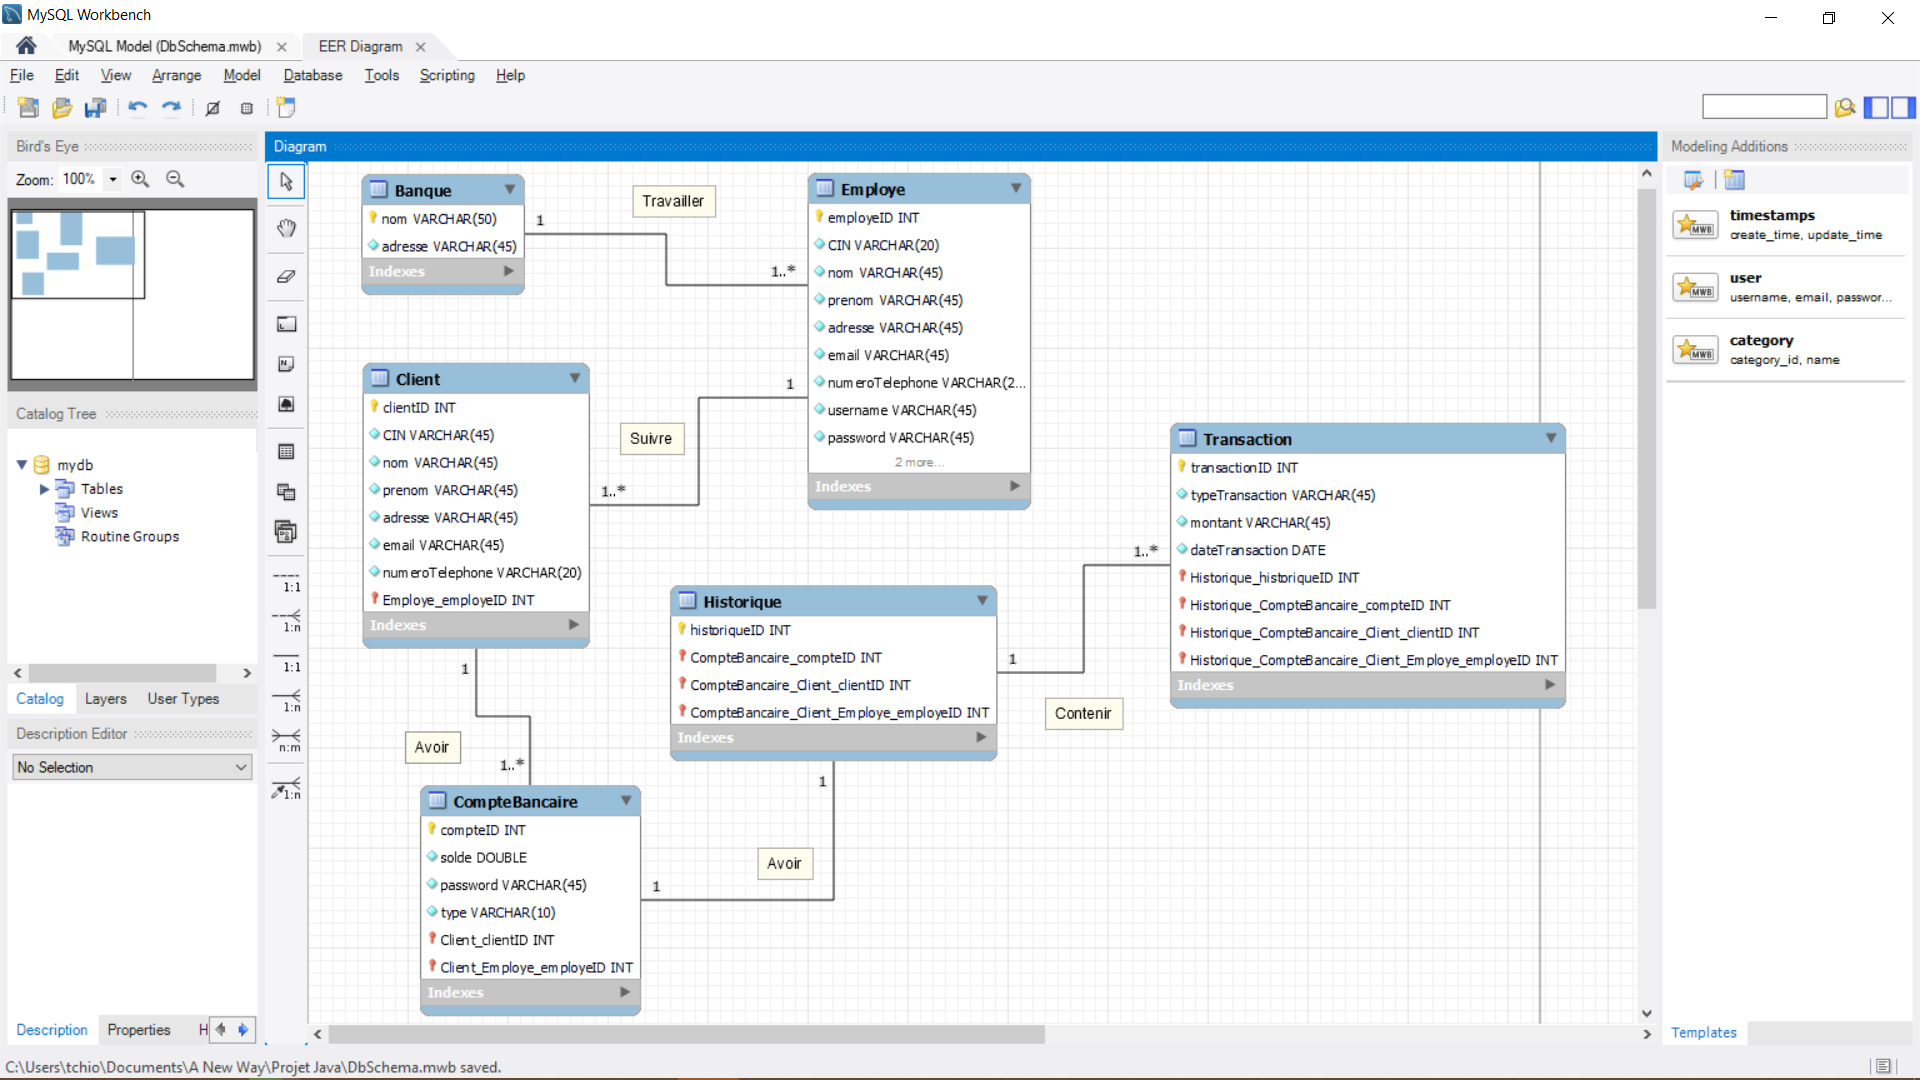 MySQL Workbench
MySQL Model (DbSchema.mwb)
EER Diagram
File Edit View Arrange Model Database Tools Scripting Help
Bird's Eye
Zoom: 100%
Catalog Tree
mydb
Tables
Views
Routine Groups
Catalog Layers User Types
Description Editor
No Selection
Description Properties H
Diagram
1:1
1:n
1:1
1:n
n:m
1:n
Banque
nom VARCHAR(50)
adresse VARCHAR(45)
Indexes
1
Travailler
1..*
Employe
employeID INT
CIN VARCHAR(20)
nom VARCHAR(45)
prenom VARCHAR(45)
adresse VARCHAR(45)
email VARCHAR(45)
numeroTelephone VARCHAR(2...
username VARCHAR(45)
password VARCHAR(45)
2 more...
Indexes
Client
clientID INT
CIN VARCHAR(45)
nom VARCHAR(45)
prenom VARCHAR(45)
adresse VARCHAR(45)
email VARCHAR(45)
numeroTelephone VARCHAR(20)
Employe_employeID INT
Indexes
1
Suivre
1..*
Transaction
transactionID INT
typeTransaction VARCHAR(45)
montant VARCHAR(45)
dateTransaction DATE
Historique_historiqueID INT
Historique_CompteBancaire_compteID INT
Historique_CompteBancaire_Client_clientID INT
Historique_CompteBancaire_Client_Employe_employeID INT
Indexes
1..*
1
Contenir
Historique
historiqueID INT
CompteBancaire_compteID INT
CompteBancaire_Client_clientID INT
CompteBancaire_Client_Employe_employeID INT
Indexes
1
Avoir
1..*
CompteBancaire
compteID INT
solde DOUBLE
password VARCHAR(45)
type VARCHAR(10)
Client_clientID INT
Client_Employe_employeID INT
Indexes
1
Avoir
1
Modeling Additions
MWB
timestamps
create_time, update_time
MWB
user
username, email, passwor...
MWB
category
category_id, name
Templates
C:\Users\tchio\Documents\A New Way\Projet Java\DbSchema.mwb saved.